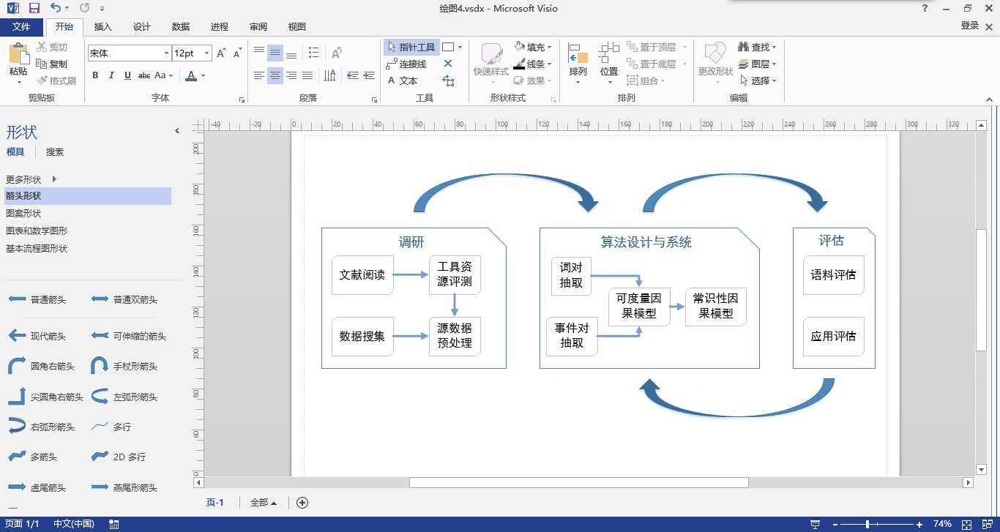 绘图4.vsdx - Microsoft Visio
?
文件 开始 插入 设计 数据 进程 审阅 视图 登录
粘贴
剪切
复制
格式刷
剪贴板
宋体 12pt A A
B I U abc Aa A
字体
A
段落
指针工具
连接线
A 文本
工具
快速样式
填充
线条
效果
形状样式
排列
位置
置于顶层
置于底层
组合
排列
更改形状
查找
图层
选择
编辑
形状
模具 搜索
更多形状
箭头形状
图案形状
图表和数学图形
基本流程图形状
普通箭头 普通双箭头
现代箭头 可伸缩的箭头
圆角右箭头 手杖形箭头
尖圆角右箭头 左弧形箭头
右弧形箭头 多行
多箭头 2D 多行
虚尾箭头 燕尾形箭头
-40 -20 0 20 40 60 80 100 120 140 160 180 200 220 240 260 280 300 320
200
180
160
140
120
100
80
60
调研
文献阅读
工具资
源评测
数据搜集
源数据
预处理
算法设计与系统
词对
抽取
事件对
抽取
可度量因
果模型
常识性因
果模型
评估
语料评估
应用评估
页-1 全部
页面 1/1 中文(中国) 74%